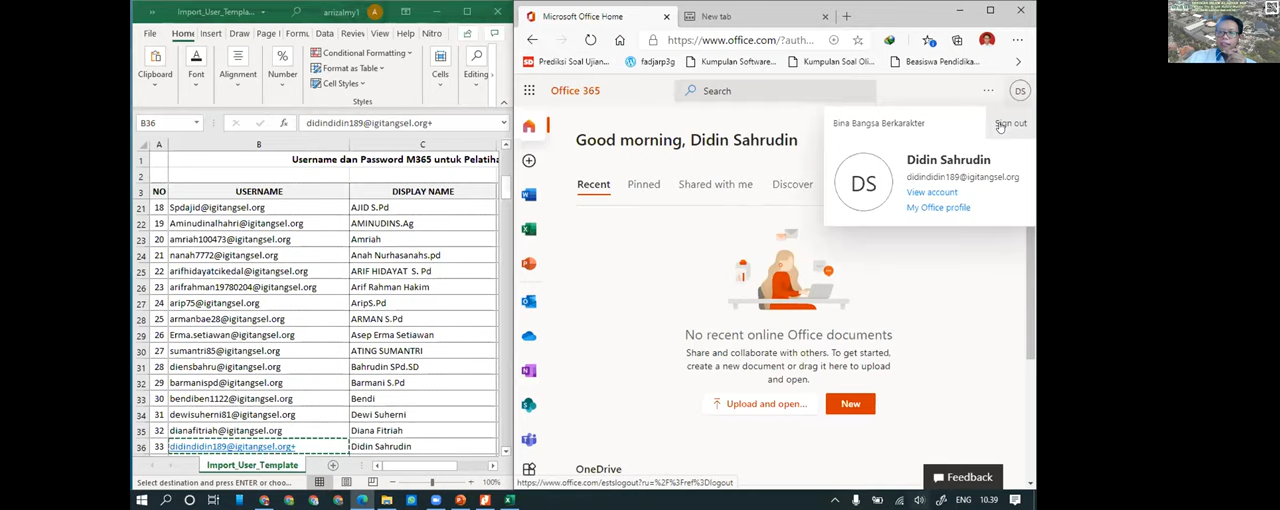 Import_User_Template...
arrizalmy1
A
File
Home
Insert
Draw
Page
Formu
Data
Review
View
Help
Nitro
Clipboard
Font
Alignment
Number
Conditional Formatting
Format as Table
Cell Styles
Styles
Cells
Editing
B36
didindidin189@igitangsel.org+
A
B
C
1
Username dan Password M365 untuk Pelatiha
2
3 NO USERNAME DISPLAY NAME
21 18 Spdajid@igitangsel.org AJID S.Pd
22 19 Aminudinalhahri@igitangsel.org AMINUDINS.Ag
23 20 amriah100473@igitangsel.org Amriah
24 21 nanah7772@igitangsel.org Anah Nurhasanahs.pd
25 22 arifhidayatcikedal@igitangsel.org ARIF HIDAYAT S. Pd
26 23 arifrahman19780204@igitangsel.org Arif Rahman Hakim
27 24 arip75@igitangsel.org AripS.Pd
28 25 armanbae28@igitangsel.org ARMAN S.Pd
29 26 Erma.setiawan@igitangsel.org Asep Erma Setiawan
30 27 sumantri85@igitangsel.org ATING SUMANTRI
31 28 diensbahru@igitangsel.org Bahrudin SPd.SD
32 29 barmanispd@igitangsel.org Barmani S.Pd
33 30 bendiben1122@igitangsel.org Bendi
34 31 dewisuherni81@igitangsel.org Dewi Suherni
35 32 dianafitriah@igitangsel.org Diana Fitriah
36 33 didindidin189@igitangsel.org+ Didin Sahrudin
Import_User_Template
Select destination and press ENTER or choo...
100%
Microsoft Office Home
New tab
https://www.office.com/?auth...
Prediksi Soal Ujian...
fadjarp3g
Kumpulan Software...
Kumpulan Soal Oli...
Beasiswa Pendidika...
Office 365
Search
DS
Good morning, Didin Sahrudin
Recent
Pinned
Shared with me
Discover
Bina Bangsa Berkarakter
Sign out
DS
Didin Sahrudin
didindidin189@igitangsel.org
View account
My Office profile
No recent online Office documents
Share and collaborate with others. To get started,
create a new document or drag it here to upload
and open.
Upload and open...
New
OneDrive
Feedback
https://www.office.com/estslogout?ru=%2F%3Fref%3Dlogout
ENG
10.39